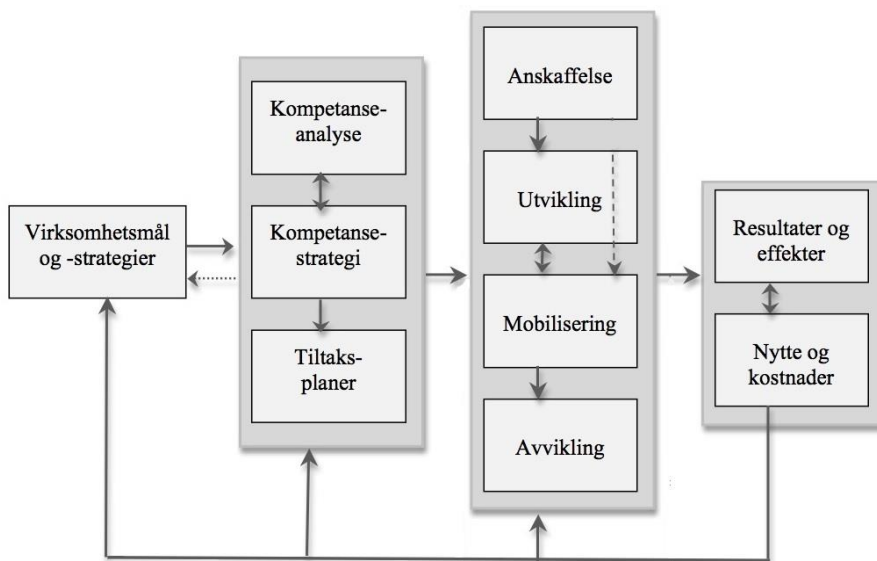 Virksomhetsmål
og -strategier
Kompetanse-
analyse
Kompetanse-
strategi
Tiltaks-
planer
Anskaffelse
Utvikling
Mobilisering
Avvikling
Resultater og
effekter
Nytte og
kostnader